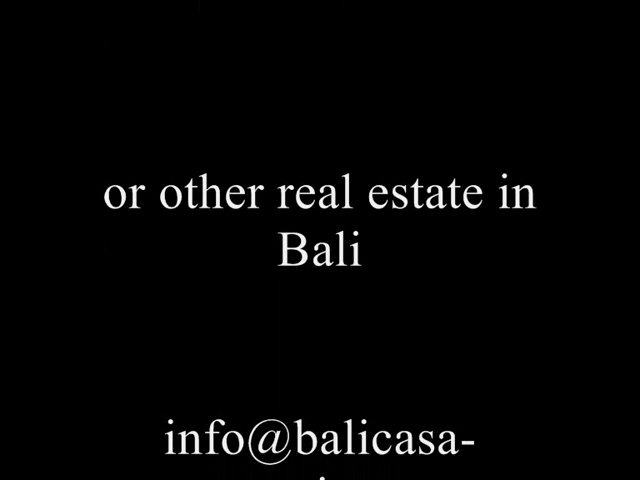 or other real estate in
Bali
info@balicasa-